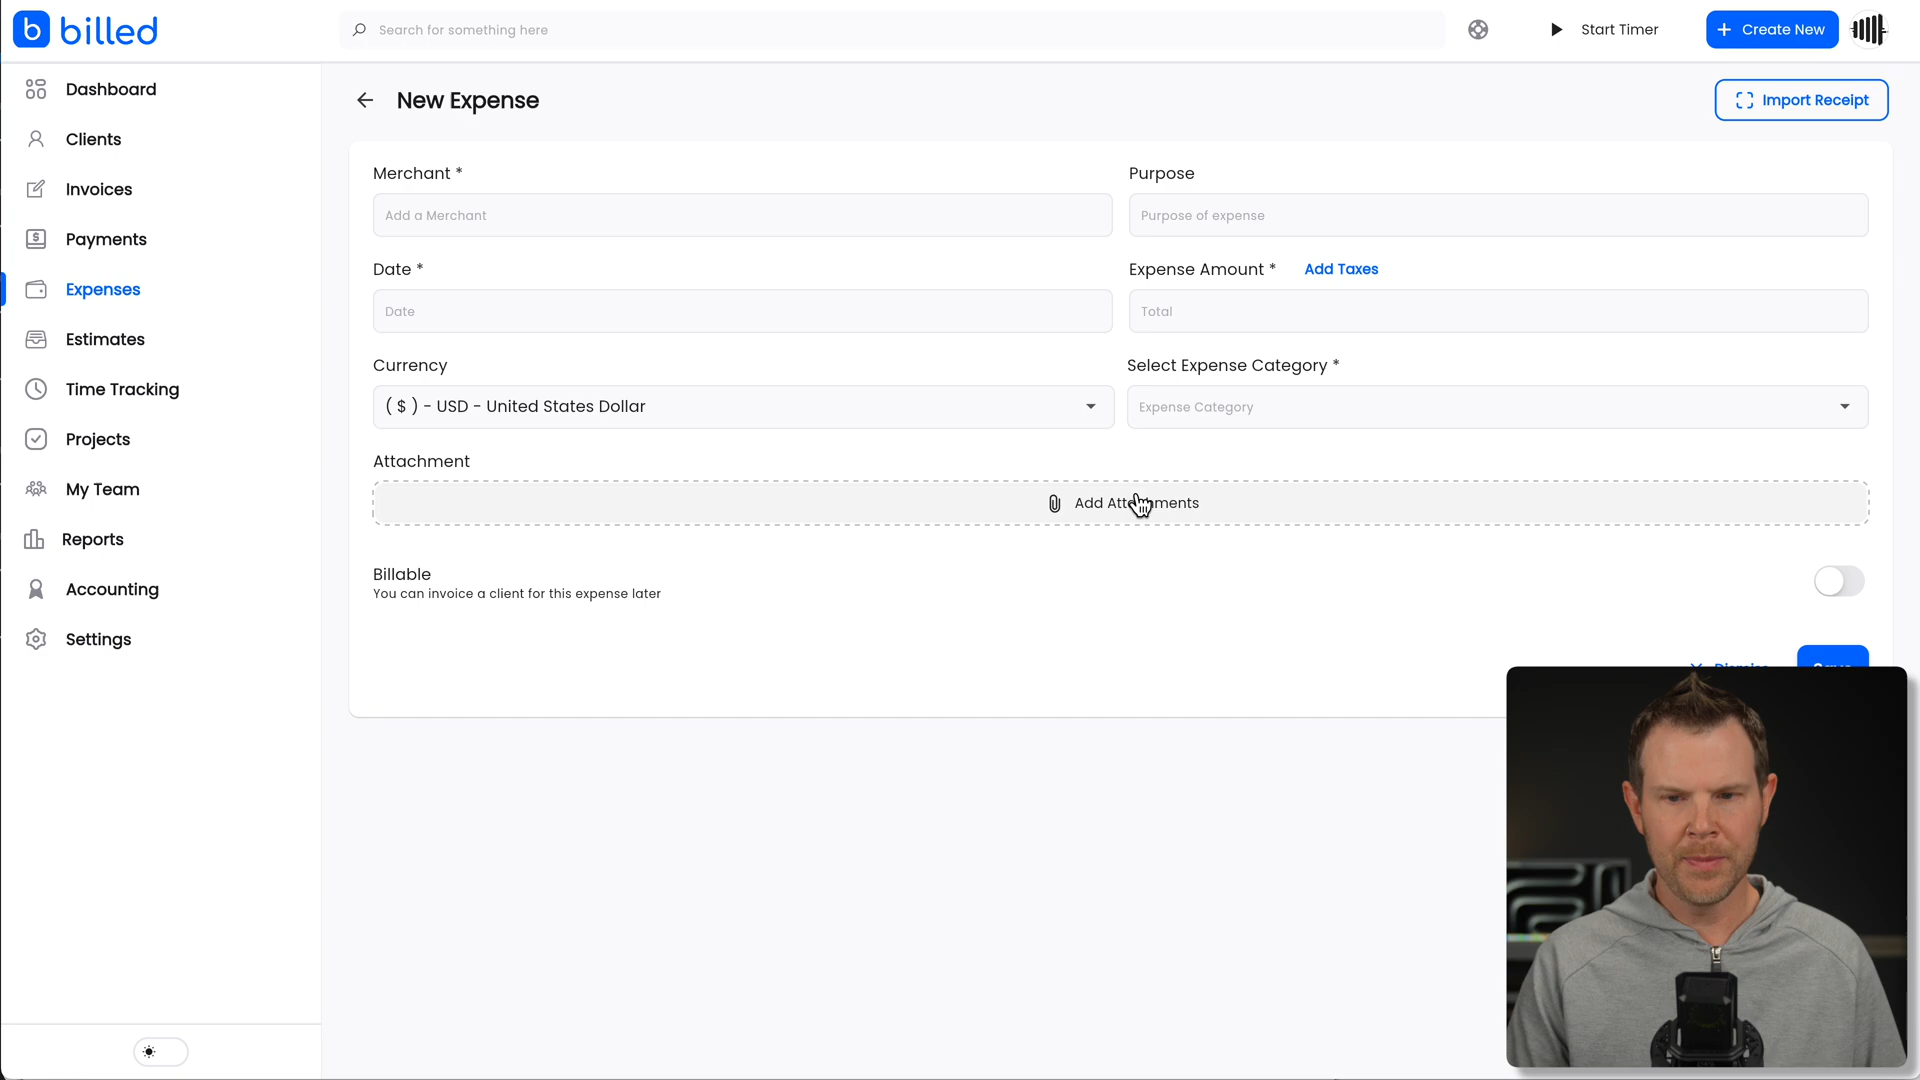 billed
Search for something here
Start Timer
+ Create New
Dashboard
Clients
Invoices
Payments
Expenses
Estimates
Time Tracking
Projects
My Team
Reports
Accounting
Settings
New Expense
Import Receipt
Merchant *
Add a Merchant
Purpose
Purpose of expense
Date *
Date
Expense Amount *
Add Taxes
Total
Currency
( $ ) - USD - United States Dollar
Select Expense Category *
Expense Category
Attachment
Add Attachments
Billable
You can invoice a client for this expense later